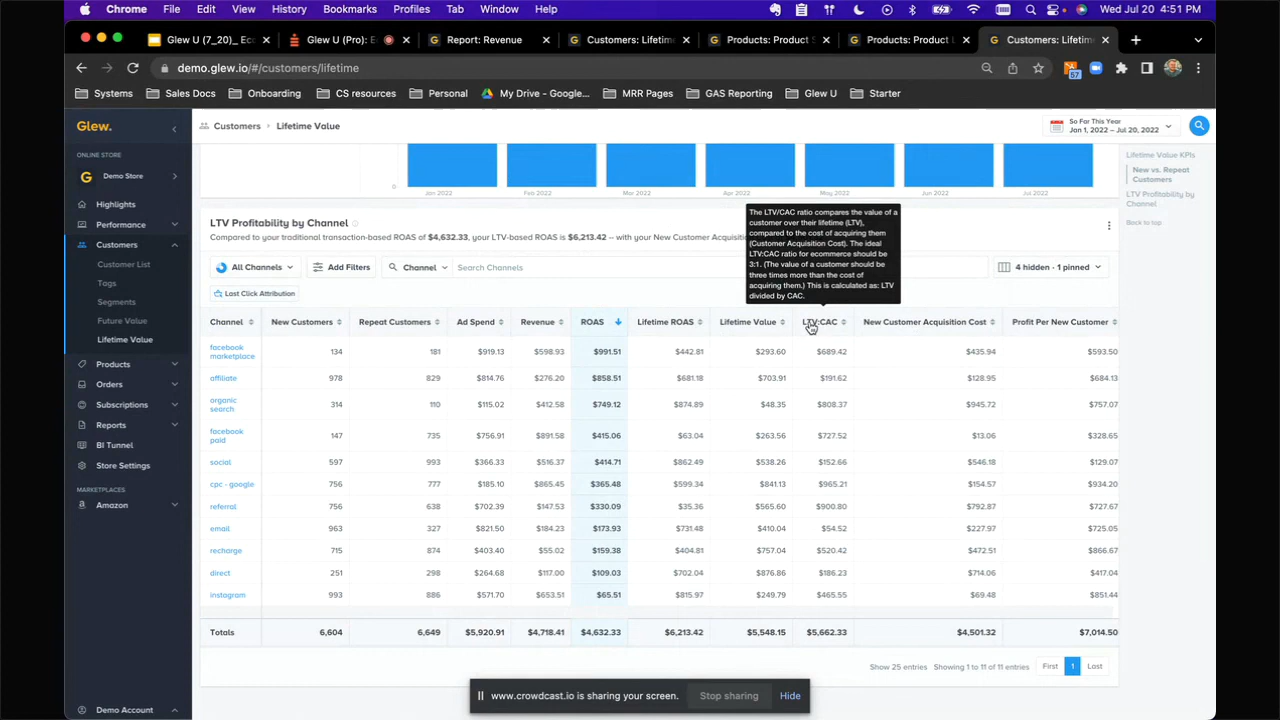 Chrome File Edit View History Bookmarks Profiles Tab Window Help Wed Jul 20 4:51 PM
Glew U (7_20)_ Ec Glew U (Pro): E Report: Revenue Customers: Lifetim Products: Product S Products: Product L Customers: Lifetim
demo.glew.io/#/customers/lifetime
57
Systems Sales Docs Onboarding CS resources Personal My Drive - Google... MRR Pages GAS Reporting Glew U Starter
Glew.
ONLINE STORE
Demo Store
Highlights
Performance
Customers
Customer List
Tags
Segments
Future Value
Lifetime Value
Products
Orders
Subscriptions
Reports
BI Tunnel
Store Settings
MARKETPLACES
Amazon
Demo Account
Customers > Lifetime Value
So For This Year
Jan 1, 2022 – Jul 20, 2022
0
Jan 2022 Feb 2022 Mar 2022 Apr 2022 May 2022 Jun 2022 Jul 2022
Lifetime Value KPIs
New vs. Repeat
Customers
LTV Profitability by
Channel
Back to top
LTV Profitability by Channel
Compared to your traditional transaction-based ROAS of $4,632.33, your LTV-based ROAS is $6,213.42 – with your New Customer Acquisi
The LTV/CAC ratio compares the value of a
customer over their lifetime (LTV),
compared to the cost of acquiring them
(Customer Acquisition Cost). The ideal
LTV:CAC ratio for ecommerce should be
3:1. (The value of a customer should be
three times more than the cost of
acquiring them.) This is calculated as: LTV
divided by CAC.
All Channels Add Filters Channel Search Channels 4 hidden · 1 pinned
Last Click Attribution
Channel New Customers Repeat Customers Ad Spend Revenue ROAS Lifetime ROAS Lifetime Value LTV:CAC New Customer Acquisition Cost Profit Per New Customer
facebook
marketplace 134 181 $919.13 $598.93 $991.51 $442.81 $293.60 $689.42 $435.94 $593.50
affiliate 978 829 $814.76 $276.20 $858.51 $681.18 $703.91 $191.62 $128.95 $684.13
organic
search 314 110 $115.02 $412.58 $749.12 $874.89 $48.35 $808.37 $945.72 $757.07
facebook
paid 147 735 $756.91 $891.58 $415.06 $63.04 $263.56 $727.52 $13.06 $328.65
social 597 993 $366.33 $516.37 $414.71 $862.49 $538.26 $152.66 $546.18 $129.07
cpc - google 756 777 $185.10 $865.45 $365.48 $599.34 $841.13 $965.21 $154.57 $934.20
referral 756 638 $702.39 $147.53 $330.09 $35.36 $565.60 $900.80 $792.87 $727.67
email 963 327 $821.50 $184.23 $173.93 $731.48 $410.04 $54.52 $227.97 $725.05
recharge 715 874 $403.40 $55.02 $159.38 $404.81 $757.04 $520.42 $472.51 $866.67
direct 251 298 $264.68 $117.00 $109.03 $702.04 $876.86 $186.23 $714.06 $417.04
instagram 993 886 $571.70 $653.51 $65.51 $815.97 $249.79 $465.55 $69.48 $851.44
Totals 6,604 6,649 $5,920.91 $4,718.41 $4,632.33 $6,213.42 $5,548.15 $5,662.33 $4,501.32 $7,014.50
Show 25 entries Showing 1 to 11 of 11 entries First 1 Last
www.crowdcast.io is sharing your screen. Stop sharing Hide